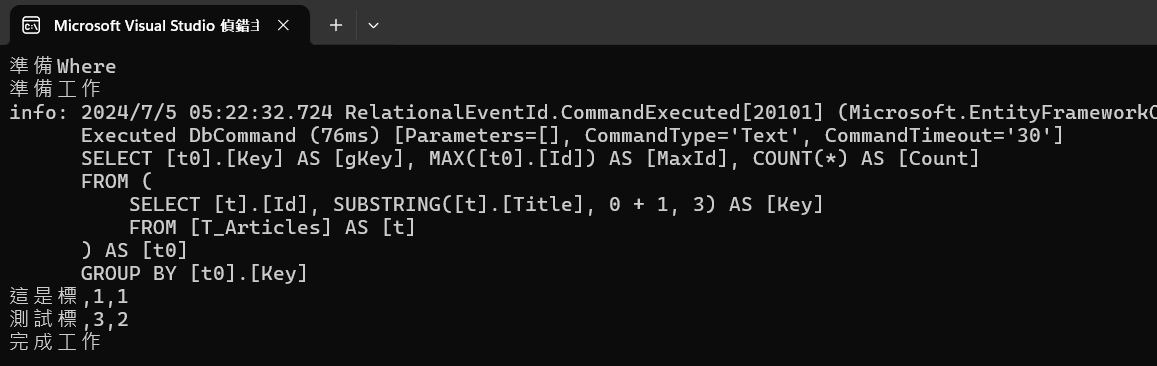 Microsoft Visual Studio 偵錯主
準備Where
準備工作
info: 2024/7/5 05:22:32.724 RelationalEventId.CommandExecuted[20101] (Microsoft.EntityFrameworkC
Executed DbCommand (76ms) [Parameters=[], CommandType='Text', CommandTimeout='30']
SELECT [t0].[Key] AS [gKey], MAX([t0].[Id]) AS [MaxId], COUNT(*) AS [Count]
FROM (
SELECT [t].[Id], SUBSTRING([t].[Title], 0 + 1, 3) AS [Key]
FROM [T_Articles] AS [t]
) AS [t0]
GROUP BY [t0].[Key]
這是標,1,1
測試標,3,2
完成工作